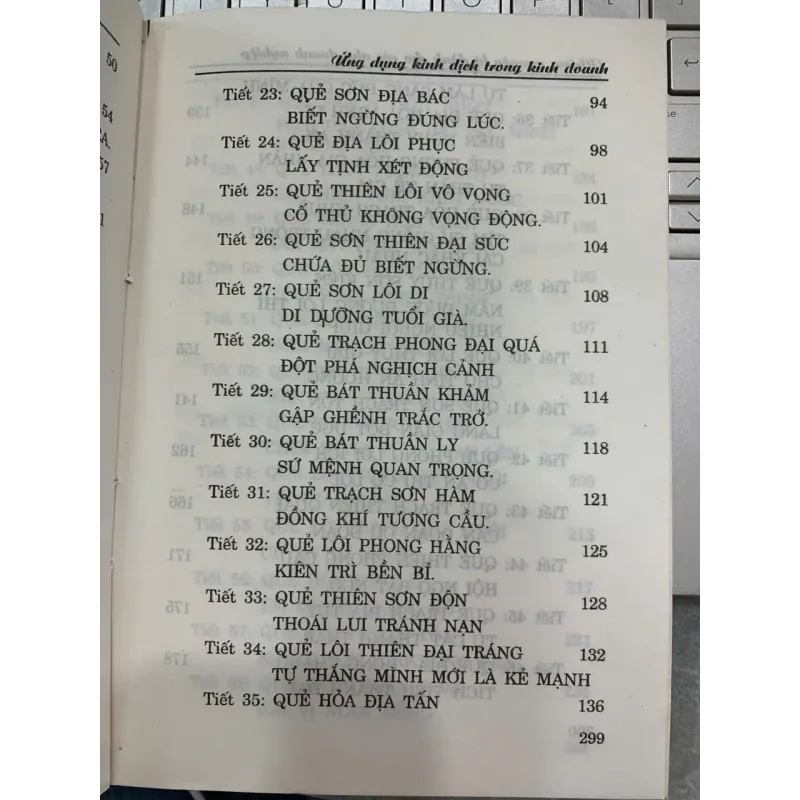 Ứng dụng kinh dịch trong kinh doanh
50
54
2A.
57
1
Tiết 23: QUẺ SƠN ĐỊA BÁC 94
BIẾT NGỪNG ĐÚNG LÚC.
Tiết 24: QUẺ ĐỊA LÔI PHỤC 98
LẤY TỊNH XÉT ĐỘNG
Tiết 25: QUẺ THIÊN LÔI VÔ VỌNG 101
CỐ THỦ KHÔNG VỌNG ĐỘNG.
Tiết 26: QUẺ SƠN THIÊN ĐẠI SÚC 104
CHỨA ĐỦ BIẾT NGỪNG.
Tiết 27: QUẺ SƠN LÔI DI 108
DI DƯỠNG TUỔI GIÀ.
Tiết 28: QUẺ TRẠCH PHONG ĐẠI QUÁ 111
ĐỘT PHÁ NGHỊCH CẢNH
Tiết 29: QUẺ BÁT THUẦN KHẢM 114
GẬP GHỀNH TRẮC TRỞ.
Tiết 30: QUẺ BÁT THUẦN LY 118
SỨ MỆNH QUAN TRỌNG.
Tiết 31: QUẺ TRẠCH SƠN HÀM 121
ĐỒNG KHÍ TƯƠNG CẦU.
Tiết 32: QUẺ LÔI PHONG HẰNG 125
KIÊN TRÌ BỀN BỈ.
Tiết 33: QUẺ THIÊN SƠN ĐỘN 128
THOÁI LUI TRÁNH NẠN
Tiết 34: QUẺ LÔI THIÊN ĐẠI TRÁNG 132
TỰ THẮNG MÌNH MỚI LÀ KẺ MẠNH
Tiết 35: QUẺ HỎA ĐỊA TẤN 136
299